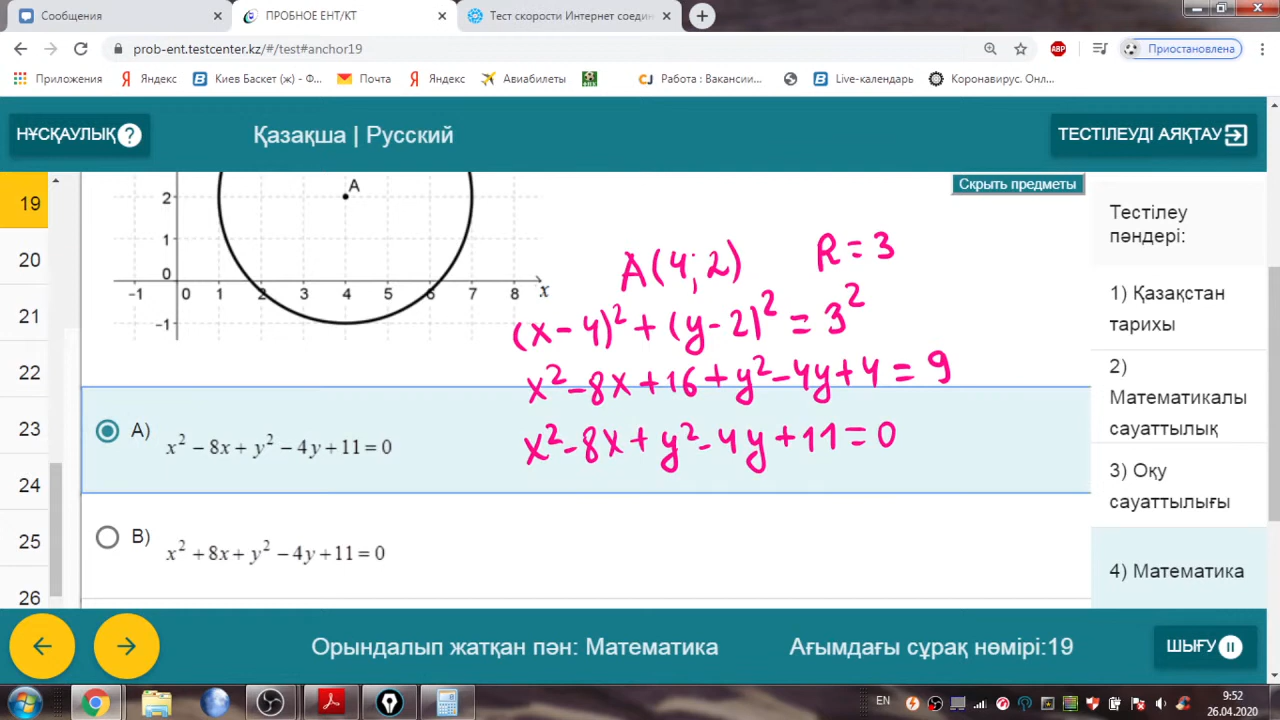 Сообщения
ПРОБНОЕ ЕНТ/КТ
Тест скорости Интернет соедин
prob-ent.testcenter.kz/#/test#anchor19
ABP
Приостановлена
Приложения
Яндекс
Киев Баскет (ж) - Ф...
Почта
Яндекс
Авиабилеты
Работа : Вакансии...
Live-календарь
Коронавирус. Онл...
НҰСҚАУЛЫҚ ?
Қазақша | Русский
ТЕСТІЛЕУДІ АЯҚТАУ
Скрыть предметы
19
20
21
22
23
24
25
26
A
2
1
0
-1
-1 0 1 2 3 4 5 6 7 8 x
A(4;2) R=3
(x-4)²+(y-2)²=3²
x²-8x+16+y²-4y+4=9
x²-8x+y²-4y+11=0
A) x² − 8x + y² − 4y + 11 = 0
B) x² + 8x + y² − 4y + 11 = 0
Тестілеу
пәндері:
1) Қазақстан
тарихы
2)
Математикалы
сауаттылық
3) Оқу
сауаттылығы
4) Математика
Орындалып жатқан пән: Математика
Ағымдағы сұрақ нөмірі:19
ШЫҒУ
EN
9:52
26.04.2020